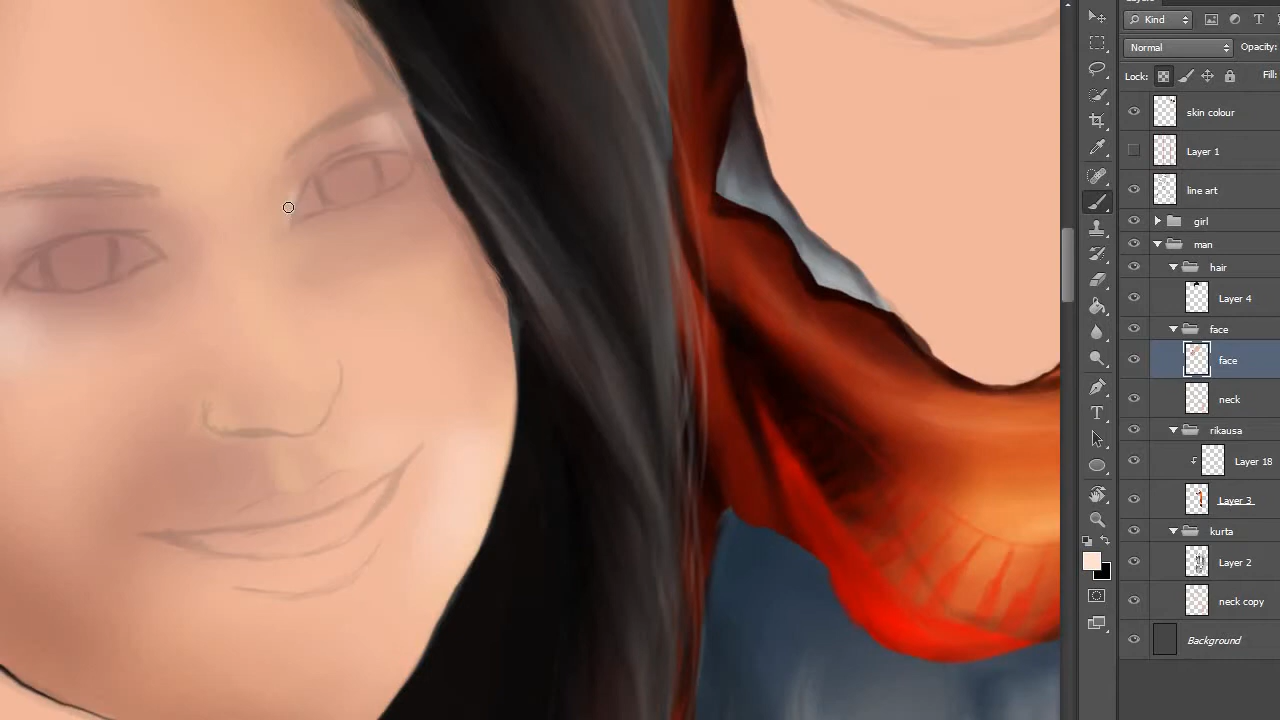 Kind
T
Normal
Opacity:
Lock:
Fill:
skin colour
Layer 1
line art
girl
man
hair
Layer 4
face
face
neck
rikausa
Layer 18
Layer 3
kurta
Layer 2
neck copy
Background